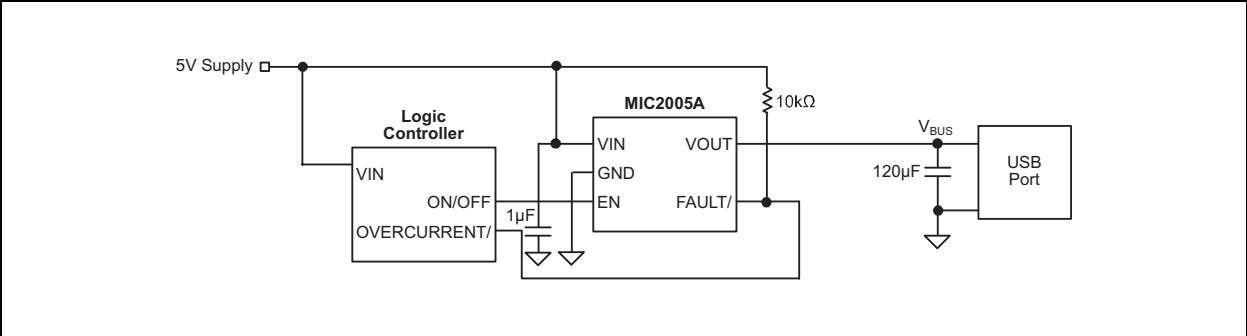 5V Supply
Logic
Controller
VIN
ON/OFF
OVERCURRENT/
1µF
MIC2005A
VIN
GND
EN
VOUT
FAULT/
10kΩ
VBUS
120µF
USB
Port